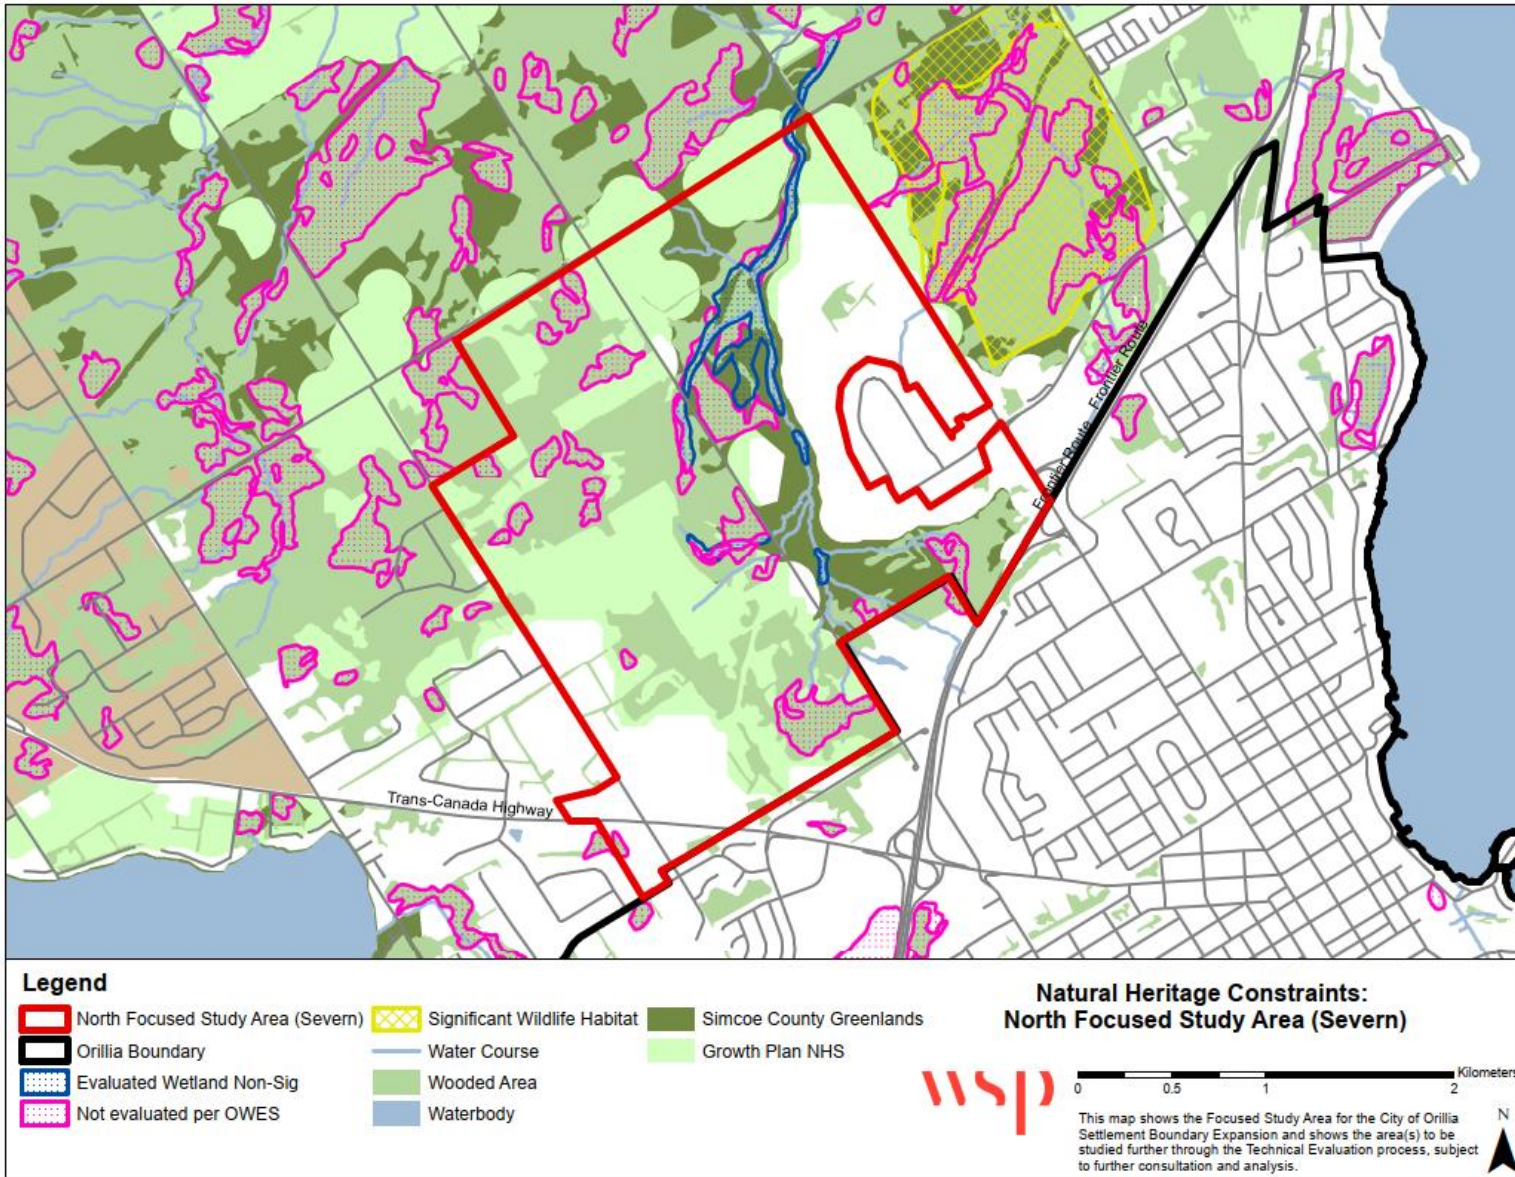 Frontier Route
Frontier Route
Trans-Canada Highway
Legend
North Focused Study Area (Severn)
Orillia Boundary
Evaluated Wetland Non-Sig
Not evaluated per OWES
Significant Wildlife Habitat
Water Course
Wooded Area
Waterbody
Simcoe County Greenlands
Growth Plan NHS
Natural Heritage Constraints:
North Focused Study Area (Severn)
wsp
Kilometers
0 0.5 1 2
This map shows the Focused Study Area for the City of Orillia
Settlement Boundary Expansion and shows the area(s) to be
studied further through the Technical Evaluation process, subject
to further consultation and analysis.
N